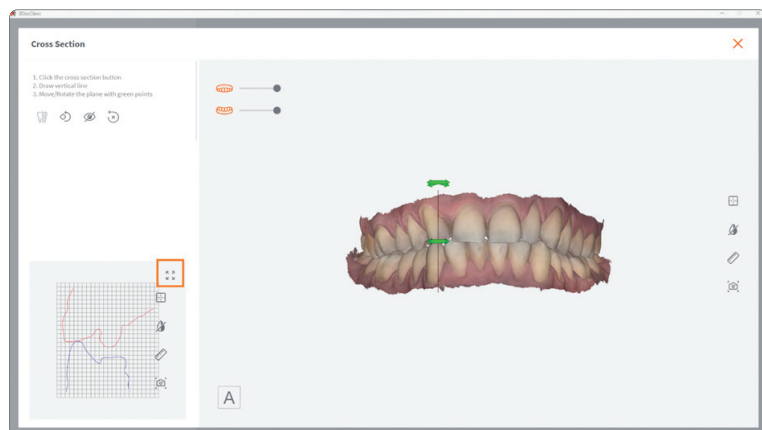 3DocClinic
Cross Section
1. Click the cross section button
2. Draw vertical line
3. Move/Rotate the plane with green points
A